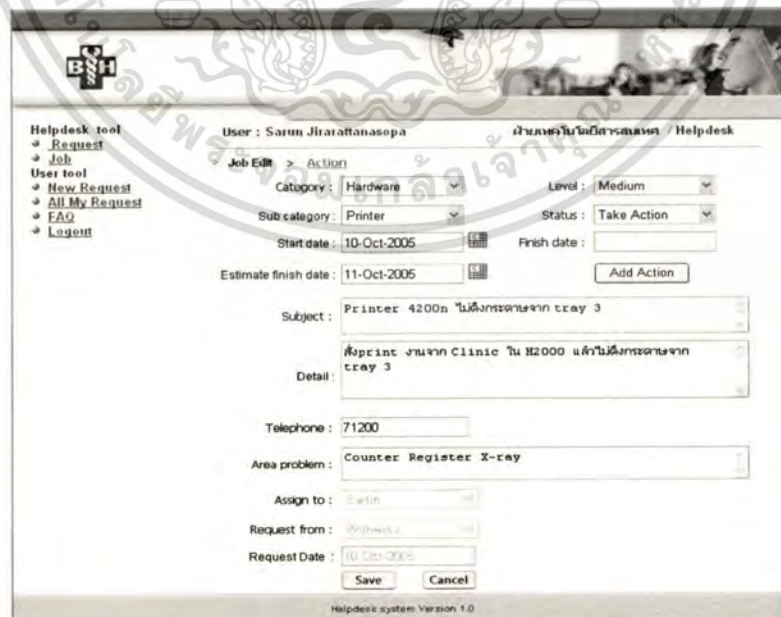 BH
Helpdesk tool
Request
Job
User tool
New Request
All My Request
FAQ
Logout
User : Sarun Jirarattanasopa ฝ่ายเทคโนโลยีสารสนเทศ / Helpdesk
Job Edit > Action
Category : Hardware Level : Medium
Sub category : Printer Status : Take Action
Start date : 10-Oct-2005 Finish date :
Estimate finish date : 11-Oct-2005 Add Action
Subject : Printer 4200n ไม่ดึงกระดาษจาก tray 3
Detail : สั่งprint งานจาก Clinic ใน H2000 แล้วไม่ดึงกระดาษจาก
tray 3
Telephone : 71200
Area problem : Counter Register X-ray
Assign to :
Request from :
Request Date : 10-Oct-2005
Save Cancel
Helpdesk system Version 1.0